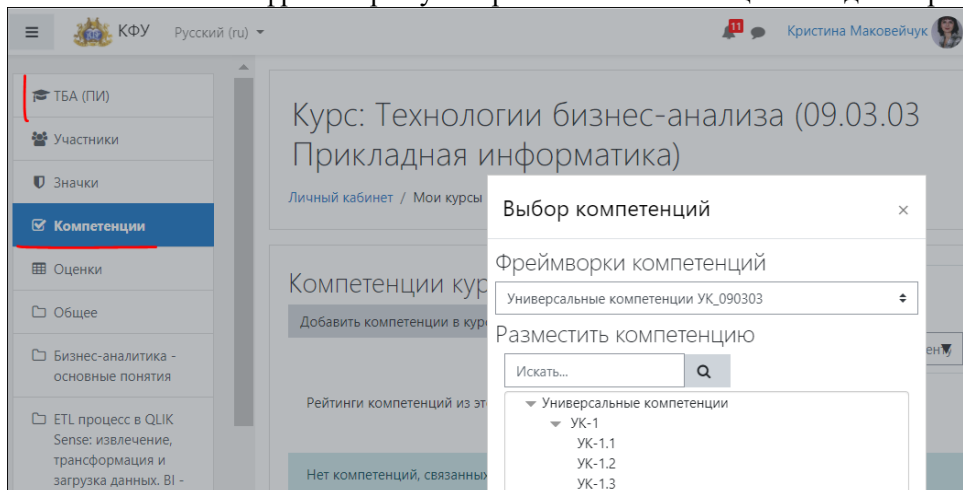 КФУ Русский (ru) 11 Кристина Маковейчук
ТБА (ПИ)
Участники
Значки
Компетенции
Оценки
Общее
Бизнес-аналитика -
основные понятия
ETL процесс в QLIK
Sense: извлечение,
трансформация и
загрузка данных. BI -
Курс: Технологии бизнес-анализа (09.03.03
Прикладная информатика)
Личный кабинет / Мои курсы
Компетенции кур
Добавить компетенции в кур
Рейтинги компетенций из эт
Нет компетенций, связанных
Выбор компетенций ×
Фреймворки компетенций
Универсальные компетенции УК_090303
Разместить компетенцию
Искать...
Универсальные компетенции
УК-1
УК-1.1
УК-1.2
УК-1.3